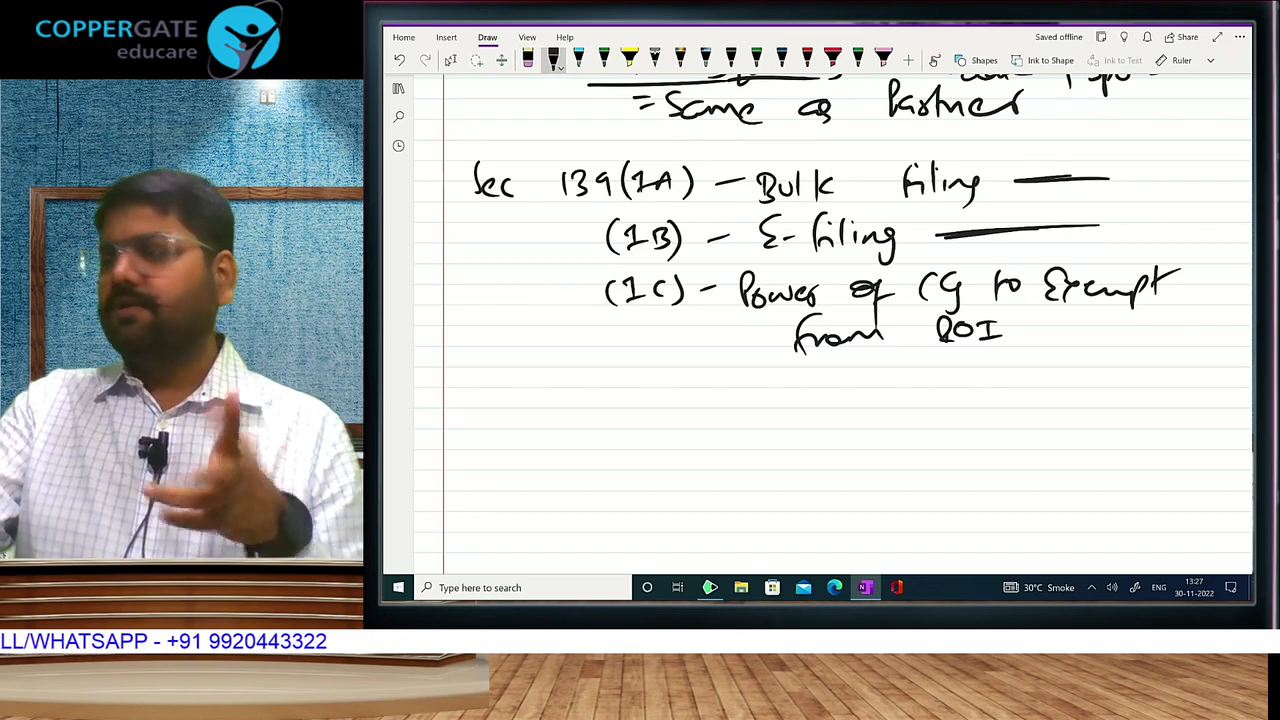 COPPERGATE
educare
Home Insert Draw View Help
Saved offline
Share
Shapes
Ink to Shape
Ink to Text
Ruler
= Same as Partner
Sec 139(1A) – Bulk filing
(1B) – E-filing
(1C) – Power of CG to Exempt
from ROI
Type here to search
30°C Smoke
ENG
13:27
30-11-2022
LL/WHATSAPP - +91 9920443322